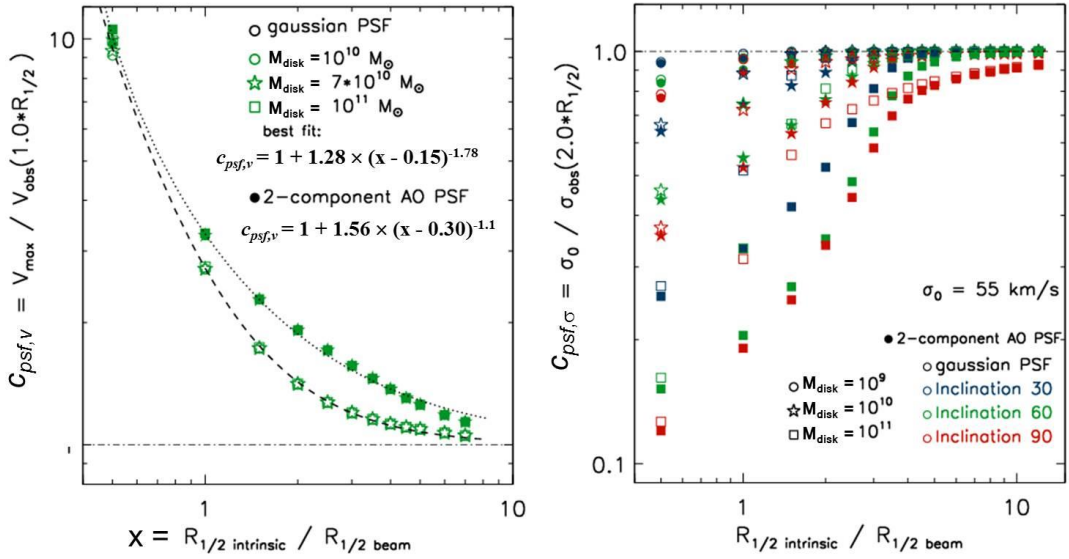 10
○ gaussian PSF
○ M_disk = 10^10 M_☉
☆ M_disk = 7*10^10 M_☉
□ M_disk = 10^11 M_☉
best fit:
c_psf,v = 1 + 1.28 × (x - 0.15)^-1.78
● 2-component AO PSF
c_psf,v = 1 + 1.56 × (x - 0.30)^-1.1
C_psf,v = V_max / V_obs(1.0*R_1/2)
1 10
x = R_1/2 intrinsic / R_1/2 beam
1.0
σ_0 = 55 km/s
● 2-component AO PSF
○ gaussian PSF
○ M_disk = 10^9
☆ M_disk = 10^10
□ M_disk = 10^11
○ Inclination 30
○ Inclination 60
○ Inclination 90
0.1
C_psf,σ = σ_0 / σ_obs(2.0*R_1/2)
1 10
R_1/2 intrinsic / R_1/2 beam